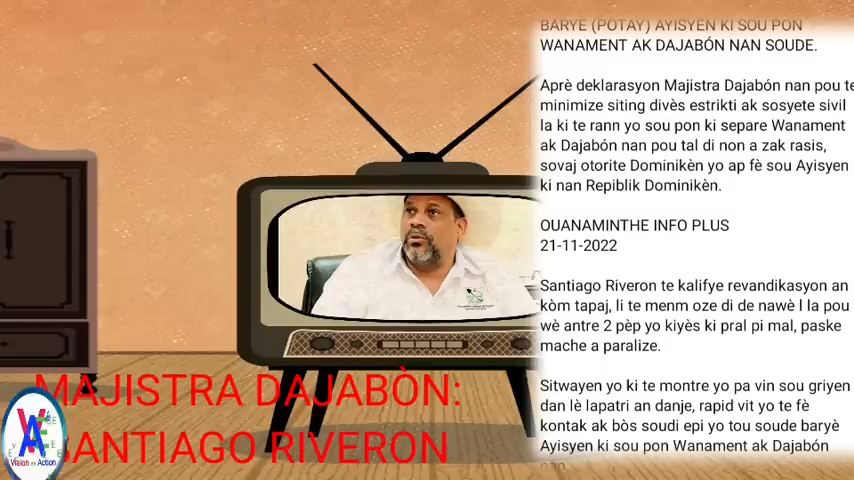 BARYE (PÒTAY) AYISYEN KI SOU PON
WANAMENT AK DAJABÓN NAN SOUDE.
Aprè deklarasyon Majistra Dajabón nan pou te
minimize siting divès estrikti ak sosyete sivil
la ki te rann yo sou pon ki separe Wanament
ak Dajabón nan pou tal di non a zak rasis,
sovaj otorite Dominikèn yo ap fè sou Ayisyen
ki nan Repiblik Dominikèn.
OUANAMINTHE INFO PLUS
21-11-2022
Santiago Riveron te kalifye revandikasyon an
kòm tapaj, li te menm oze di de nawè l la pou
wè antre 2 pèp yo kiyès ki pral pi mal, paske
mache a paralize.
Sitwayen yo ki te montre yo pa vin sou griyen
dan lè lapatri an danje, rapid vit yo te fè
kontak ak bòs soudi epi yo tou soude baryè
Ayisyen ki sou pon Wanament ak Dajabón
MAJISTRA DAJABÒN:
SANTIAGO RIVERON
VEA
Vision en Action